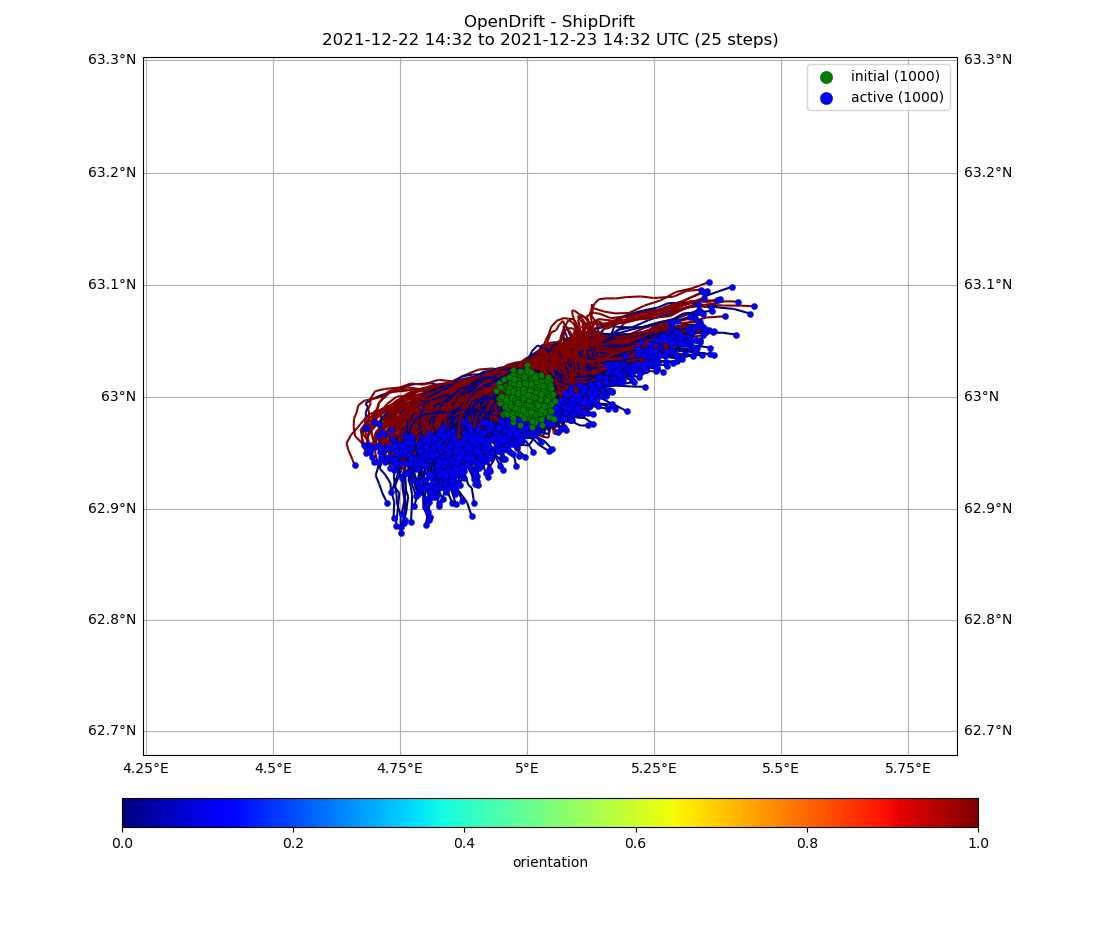 OpenDrift - ShipDrift
2021-12-22 14:32 to 2021-12-23 14:32 UTC (25 steps)
initial (1000)
active (1000)
63.3°N
63.3°N
63.2°N
63.2°N
63.1°N
63.1°N
63°N
63°N
62.9°N
62.9°N
62.8°N
62.8°N
62.7°N
62.7°N
4.25°E
4.5°E
4.75°E
5°E
5.25°E
5.5°E
5.75°E
0.0
0.2
0.4
0.6
0.8
1.0
orientation